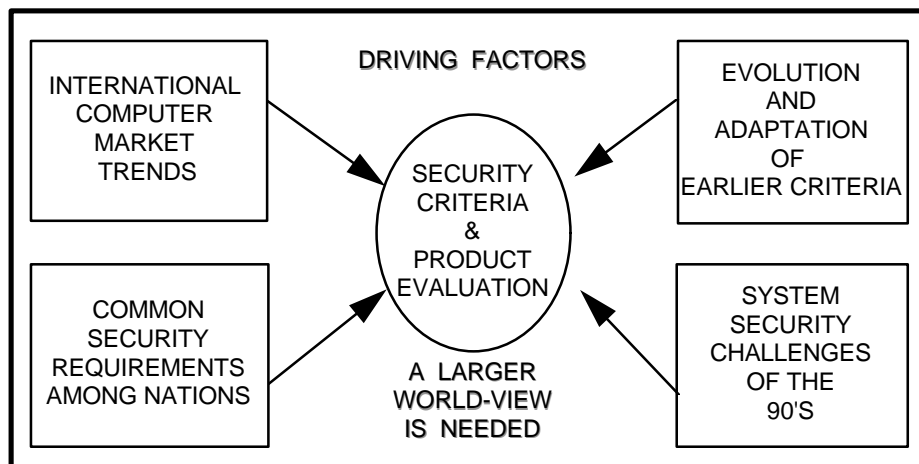 DRIVING FACTORS
INTERNATIONAL
COMPUTER
MARKET
TRENDS
EVOLUTION
AND
ADAPTATION
OF
EARLIER CRITERIA
SECURITY
CRITERIA
&
PRODUCT
EVALUATION
COMMON
SECURITY
REQUIREMENTS
AMONG NATIONS
SYSTEM
SECURITY
CHALLENGES
OF THE
90'S
A LARGER
WORLD-VIEW
IS NEEDED